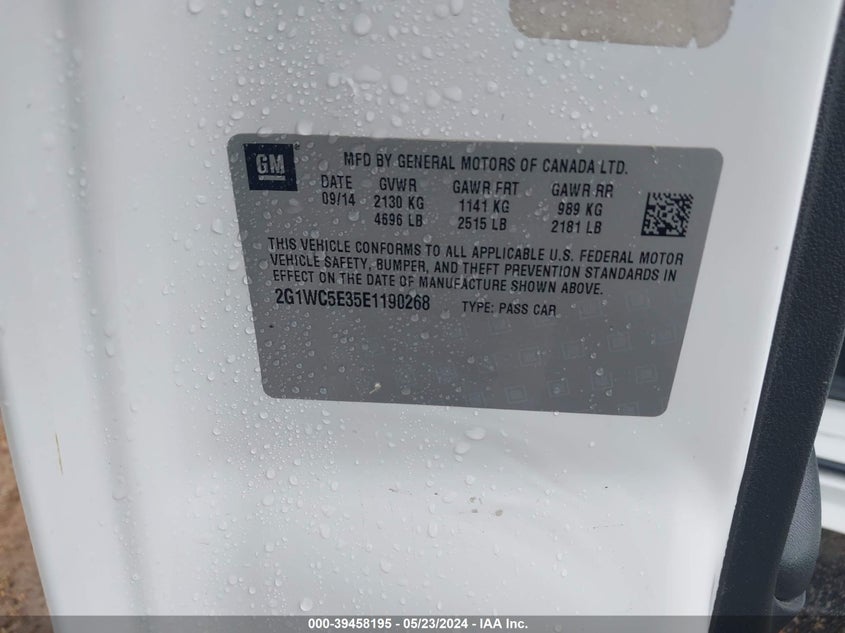 GM
MFD BY GENERAL MOTORS OF CANADA LTD.
DATE GVWR GAWR FRT GAWR RR
09/14 2130 KG 1141 KG 989 KG
4696 LB 2515 LB 2181 LB
THIS VEHICLE CONFORMS TO ALL APPLICABLE U.S. FEDERAL MOTOR
VEHICLE SAFETY, BUMPER, AND THEFT PREVENTION STANDARDS IN
EFFECT ON THE DATE OF MANUFACTURE SHOWN ABOVE.
2G1WC5E35E1190268 TYPE: PASS CAR
000-39458195 - 05/23/2024 - IAA Inc.